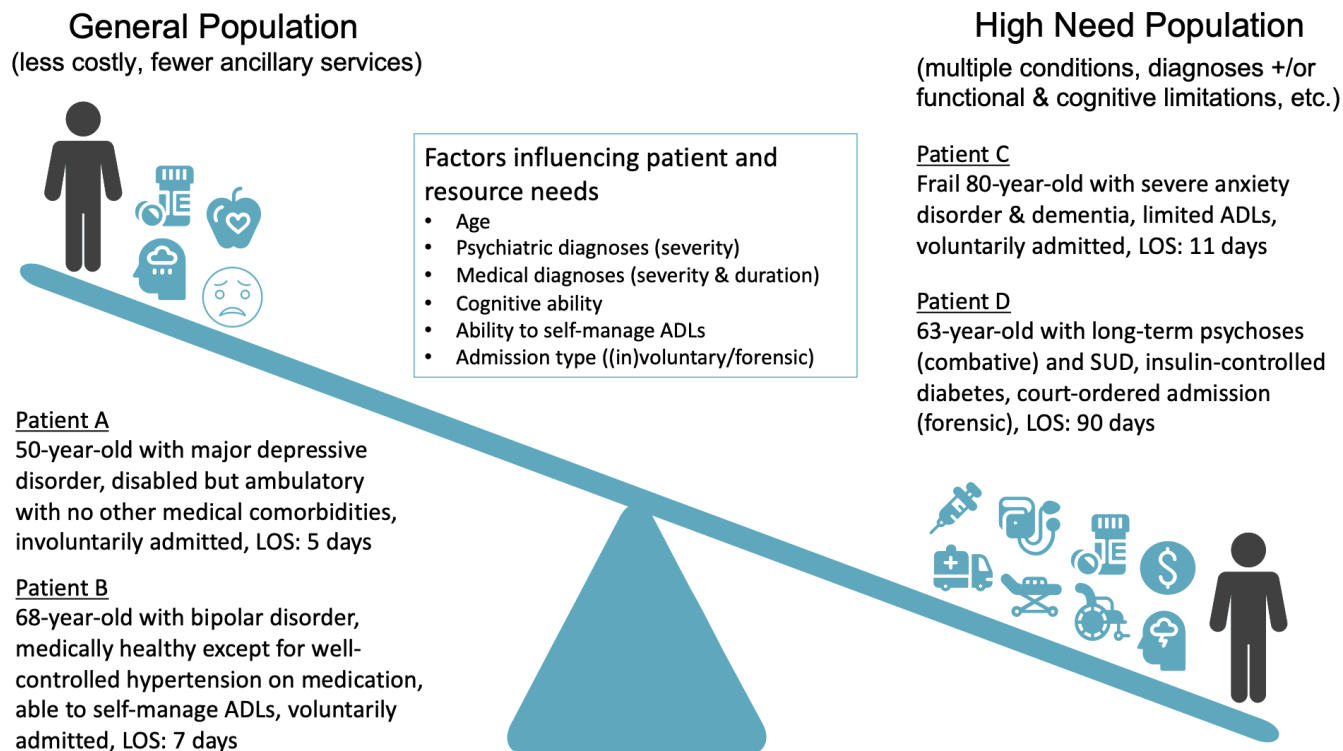 General Population
(less costly, fewer ancillary services)
High Need Population
(multiple conditions, diagnoses +/or
functional & cognitive limitations, etc.)
Factors influencing patient and
resource needs
• Age
• Psychiatric diagnoses (severity)
• Medical diagnoses (severity & duration)
• Cognitive ability
• Ability to self-manage ADLs
• Admission type ((in)voluntary/forensic)
Patient C
Frail 80-year-old with severe anxiety
disorder & dementia, limited ADLs,
voluntarily admitted, LOS: 11 days
Patient D
63-year-old with long-term psychoses
(combative) and SUD, insulin-controlled
diabetes, court-ordered admission
(forensic), LOS: 90 days
Patient A
50-year-old with major depressive
disorder, disabled but ambulatory
with no other medical comorbidities,
involuntarily admitted, LOS: 5 days
Patient B
68-year-old with bipolar disorder,
medically healthy except for well-
controlled hypertension on medication,
able to self-manage ADLs, voluntarily
admitted, LOS: 7 days
$